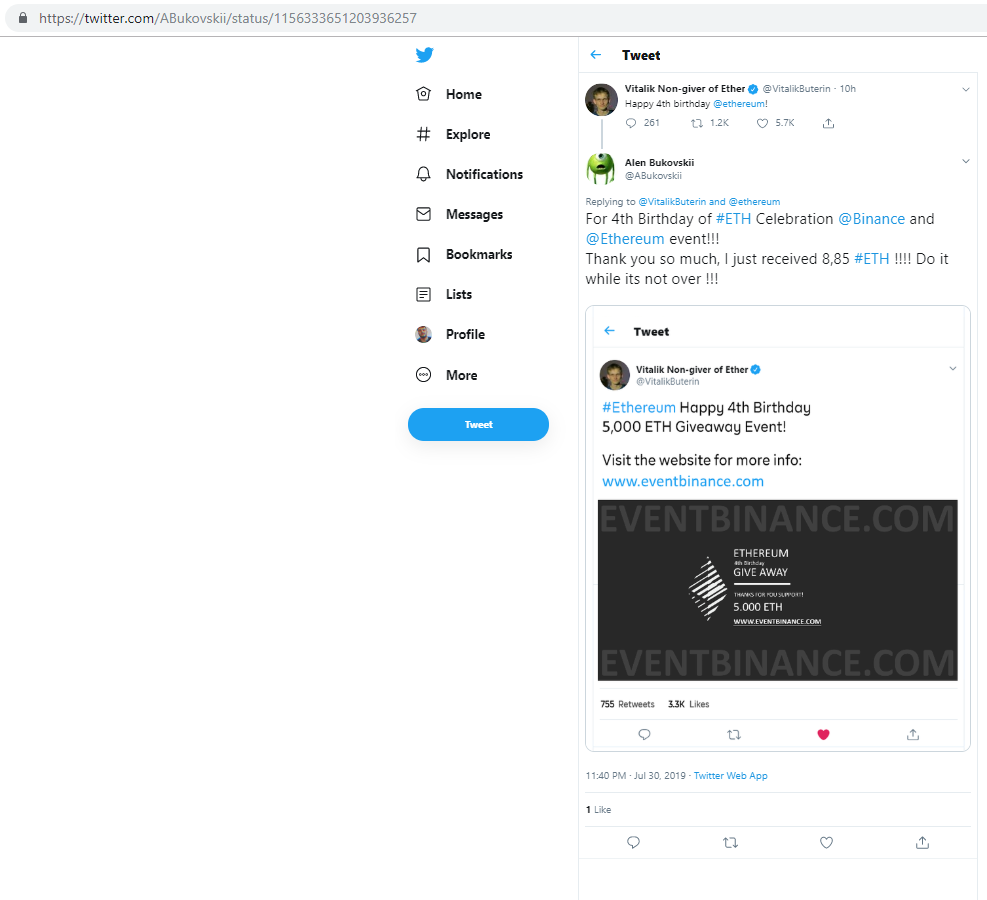 https://twitter.com/ABukovskii/status/1156333651203936257
Home
Explore
Notifications
Messages
Bookmarks
Lists
Profile
More
Tweet
Tweet
Vitalik Non-giver of Ether @VitalikButerin · 10h
Happy 4th birthday @ethereum!
261 1.2K 5.7K
Alen Bukovskii
@ABukovskii
Replying to @VitalikButerin and @ethereum
For 4th Birthday of #ETH Celebration @Binance and
@Ethereum event!!!
Thank you so much, I just received 8,85 #ETH !!!! Do it
while its not over !!!
Tweet
Vitalik Non-giver of Ether
@VitalikButerin
#Ethereum Happy 4th Birthday
5,000 ETH Giveaway Event!
Visit the website for more info:
www.eventbinance.com
EVENTBINANCE.COM
ETHEREUM
4th Birthday
GIVE AWAY
THANKS FOR YOU SUPPORT!
5.000 ETH
WWW.EVENTBINANCE.COM
EVENTBINANCE.COM
755 Retweets 3.3K Likes
11:40 PM · Jul 30, 2019 · Twitter Web App
1 Like